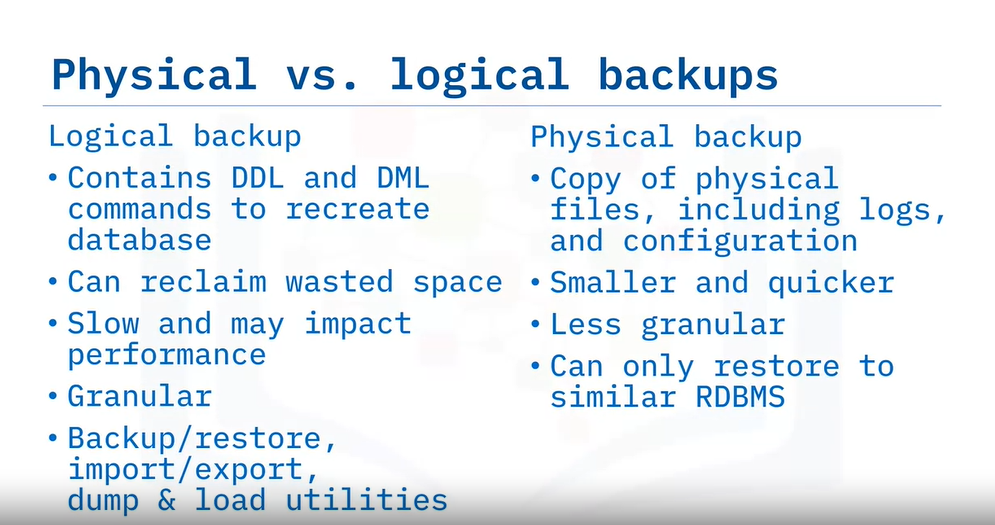 Physical vs. logical backups
Logical backup
• Contains DDL and DML
commands to recreate
database
• Can reclaim wasted space
• Slow and may impact
performance
• Granular
• Backup/restore,
import/export,
dump & load utilities
Physical backup
• Copy of physical
files, including logs,
and configuration
• Smaller and quicker
• Less granular
• Can only restore to
similar RDBMS